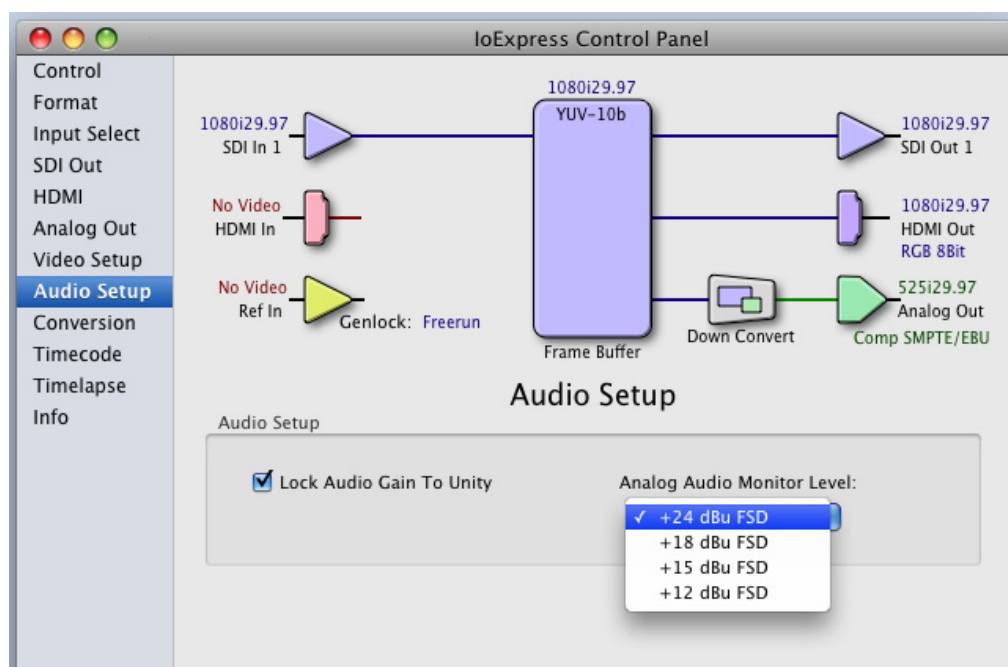 IoExpress Control Panel
Control
Format
Input Select
SDI Out
HDMI
Analog Out
Video Setup
Audio Setup
Conversion
Timecode
Timelapse
Info
1080i29.97
SDI In 1
No Video
HDMI In
No Video
Ref In
Genlock: Freerun
1080i29.97
YUV-10b
Frame Buffer
Down Convert
1080i29.97
SDI Out 1
1080i29.97
HDMI Out
RGB 8Bit
525i29.97
Analog Out
Comp SMPTE/EBU
Audio Setup
Audio Setup
Lock Audio Gain To Unity
Analog Audio Monitor Level:
✓ +24 dBu FSD
+18 dBu FSD
+15 dBu FSD
+12 dBu FSD